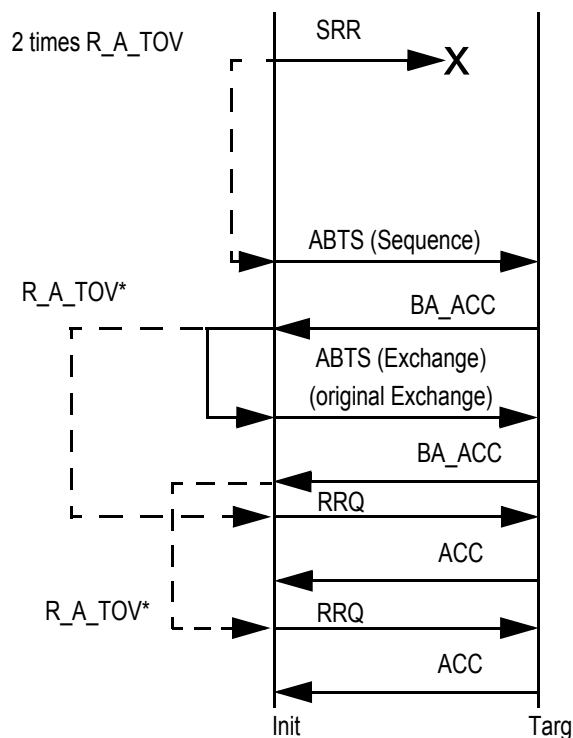 SRR
2 times R_A_TOV
X
ABTS (Sequence)
R_A_TOV*
BA_ACC
ABTS (Exchange)
(original Exchange)
BA_ACC
RRQ
ACC
R_A_TOV*
RRQ
ACC
Init
Targ